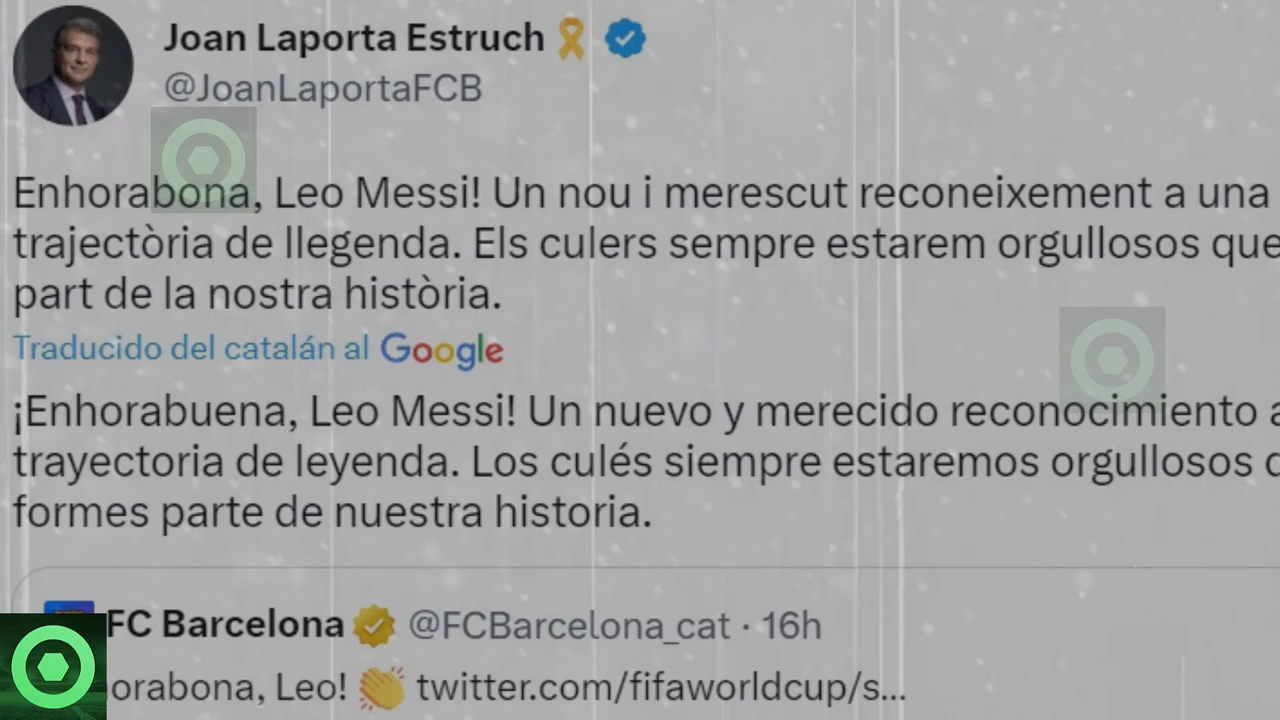 Joan Laporta Estruch
@JoanLaportaFCB
Enhorabona, Leo Messi! Un nou i merescut reconeixement a una
trajectòria de llegenda. Els culers sempre estarem orgullosos que
part de la nostra història.
Traducido del catalán al Google
¡Enhorabuena, Leo Messi! Un nuevo y merecido reconocimiento a
trayectoria de leyenda. Los culés siempre estaremos orgullosos
formes parte de nuestra historia.
FC Barcelona @FCBarcelona_cat · 16h
orabona, Leo! 👏 twitter.com/fifaworldcup/s...